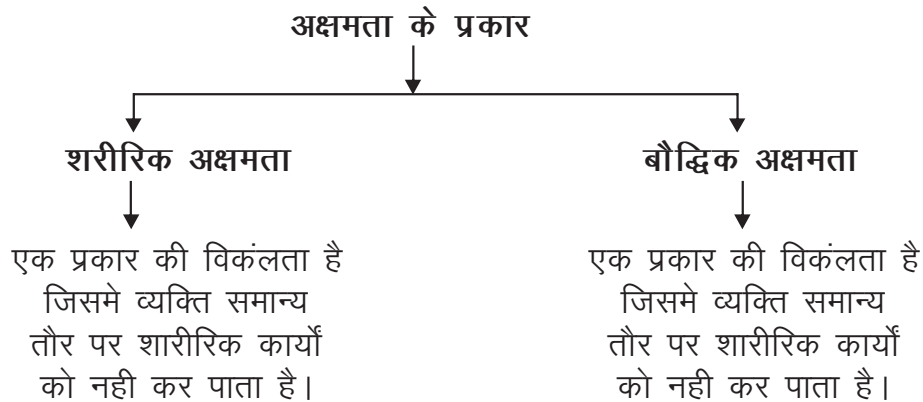 अक्षमता के प्रकार
शरीरिक अक्षमता
बौद्धिक अक्षमता
एक प्रकार की विकंलता है
जिसमे व्यक्ति समान्य
तौर पर शारीरिक कार्यों
को नही कर पाता है।
एक प्रकार की विकंलता है
जिसमे व्यक्ति समान्य
तौर पर शारीरिक कार्यों
को नही कर पाता है।